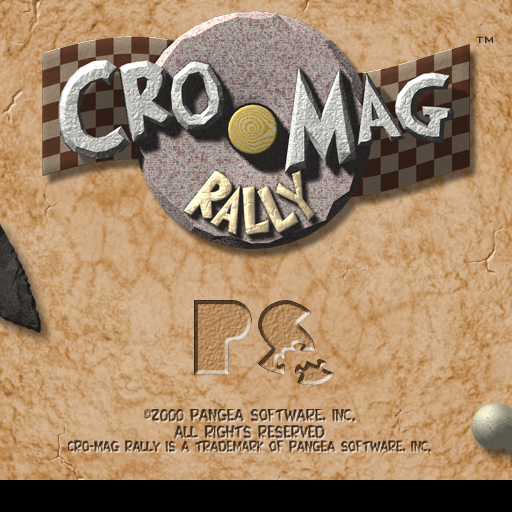 CRO MAG
™
RALLY
PS
©2000 PANGEA SOFTWARE, INC.
ALL RIGHTS RESERVED
CRO-MAG RALLY IS A TRADEMARK OF PANGEA SOFTWARE, INC.